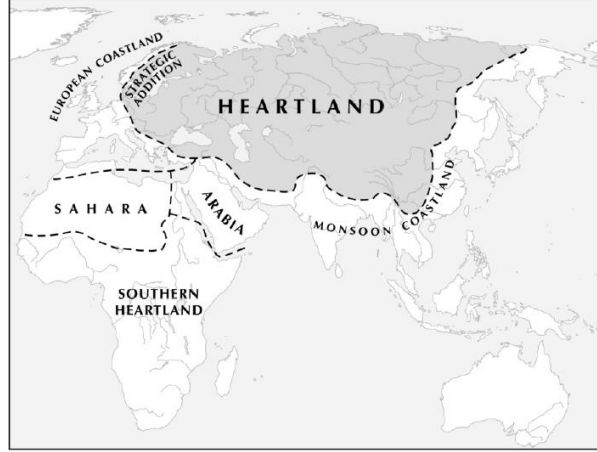 EUROPEAN COASTLAND
STRATEGIC
ADDITION
HEARTLAND
SAHARA
ARABIA
MONSOON COASTLAND
SOUTHERN
HEARTLAND